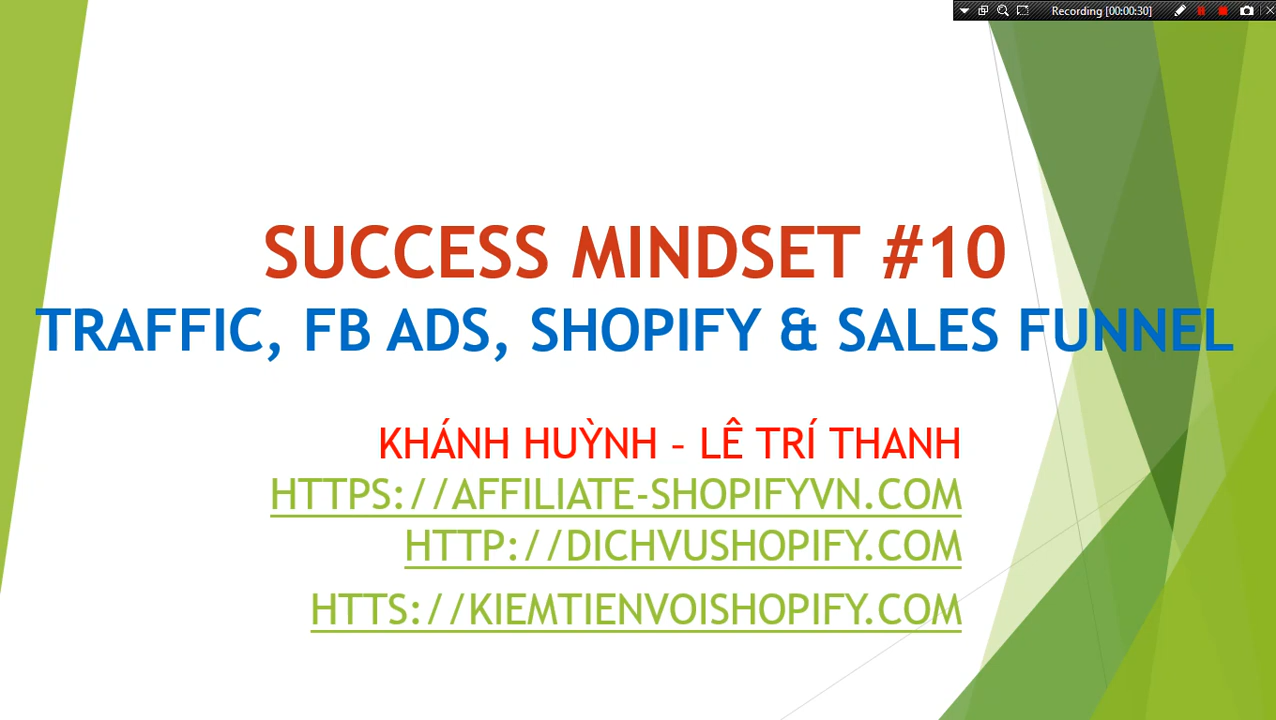 Recording [00:00:30]
SUCCESS MINDSET #10
TRAFFIC, FB ADS, SHOPIFY & SALES FUNNEL
KHÁNH HUỲNH – LÊ TRÍ THANH
HTTPS://AFFILIATE-SHOPIFYVN.COM
HTTP://DICHVUSHOPIFY.COM
HTTS://KIEMTIENVOISHOPIFY.COM